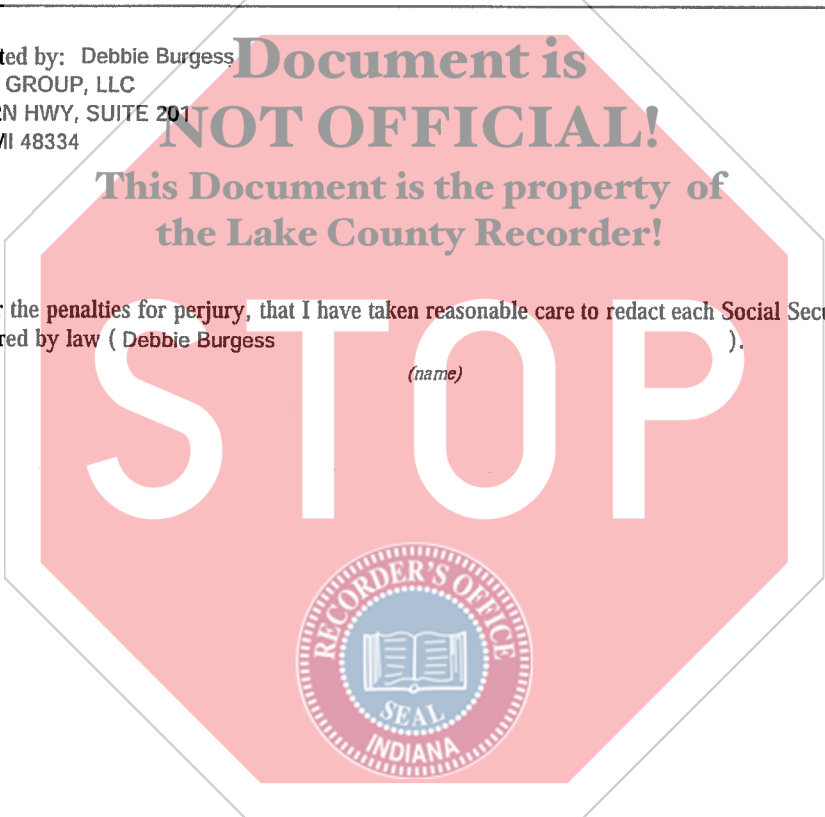 ted by: Debbie Burgess
GROUP, LLC
RN HWY, SUITE 201
MI 48334
Document is
NOT OFFICIAL!
This Document is the property of
the Lake County Recorder!
r the penalties for perjury, that I have taken reasonable care to redact each Social Secu
red by law ( Debbie Burgess ).
(name)
STOP
RECORDER'S OFFICE
SEAL
INDIANA